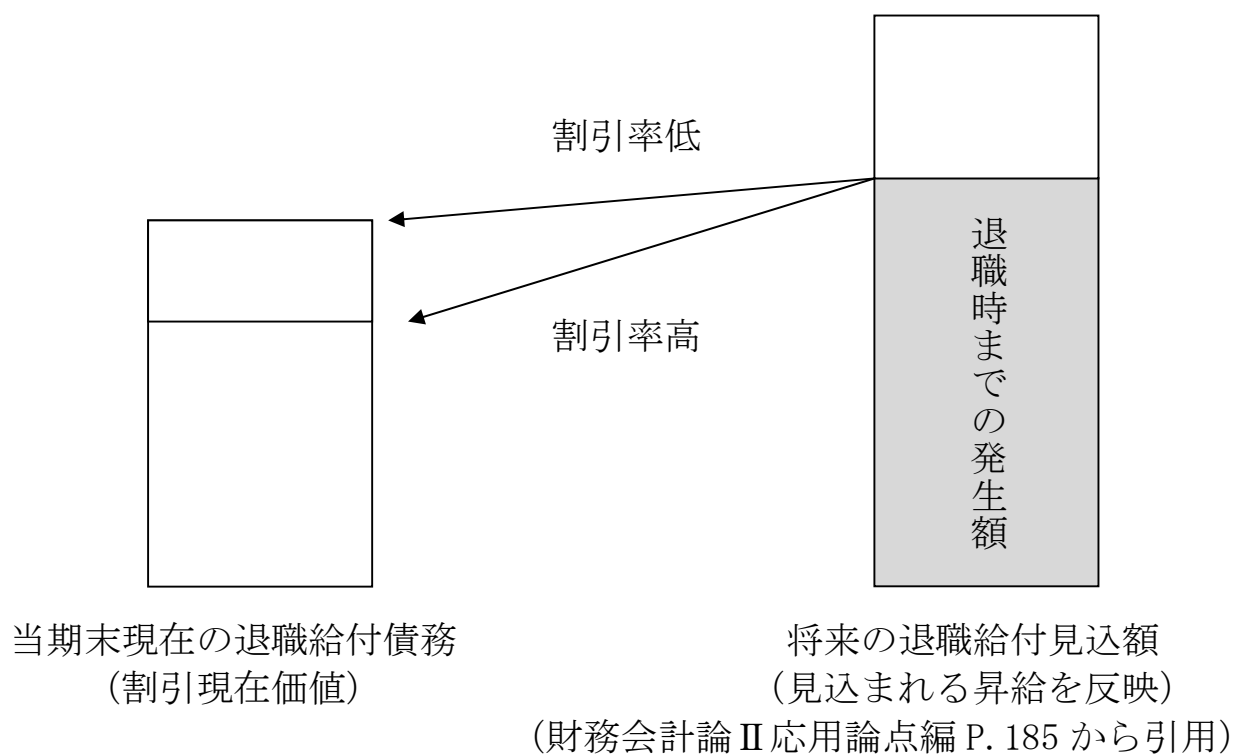 割引率低
割引率高
退職時までの発生額
当期末現在の退職給付債務
(割引現在価値)
将来の退職給付見込額
(見込まれる昇給を反映)
(財務会計論Ⅱ応用論点編 P. 185 から引用)